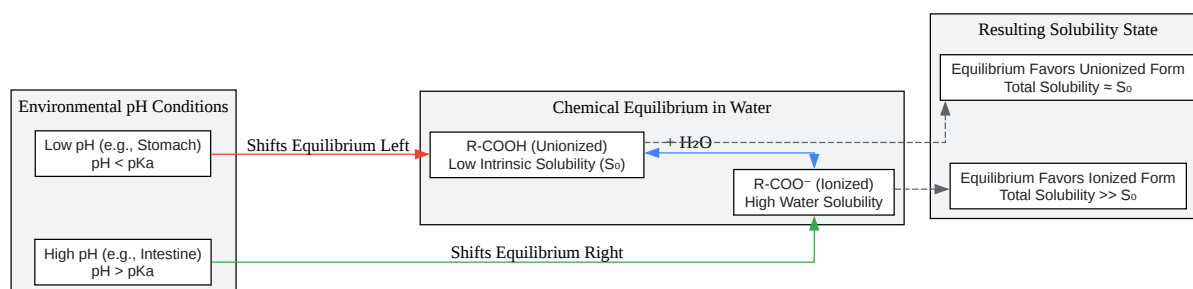 Environmental pH Conditions
Low pH (e.g., Stomach)
pH < pKa
High pH (e.g., Intestine)
pH > pKa
Shifts Equilibrium Left
Shifts Equilibrium Right
Chemical Equilibrium in Water
R-COOH (Unionized)
Low Intrinsic Solubility (S₀)
+ H₂O
R-COO⁻ (Ionized)
High Water Solubility
Resulting Solubility State
Equilibrium Favors Unionized Form
Total Solubility ≈ S₀
Equilibrium Favors Ionized Form
Total Solubility >> S₀